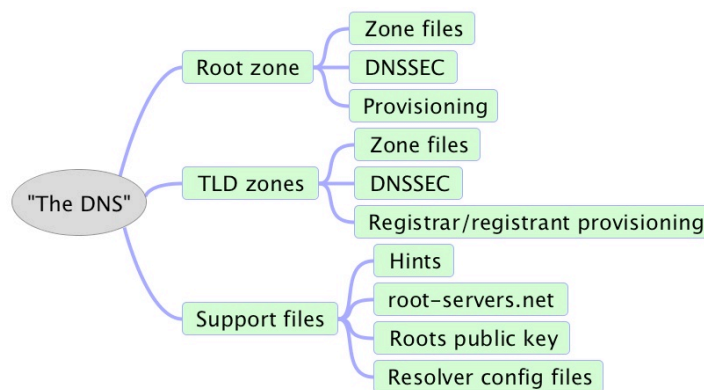 "The DNS"
Root zone
Zone files
DNSSEC
Provisioning
TLD zones
Zone files
DNSSEC
Registrar/registrant provisioning
Support files
Hints
root-servers.net
Roots public key
Resolver config files